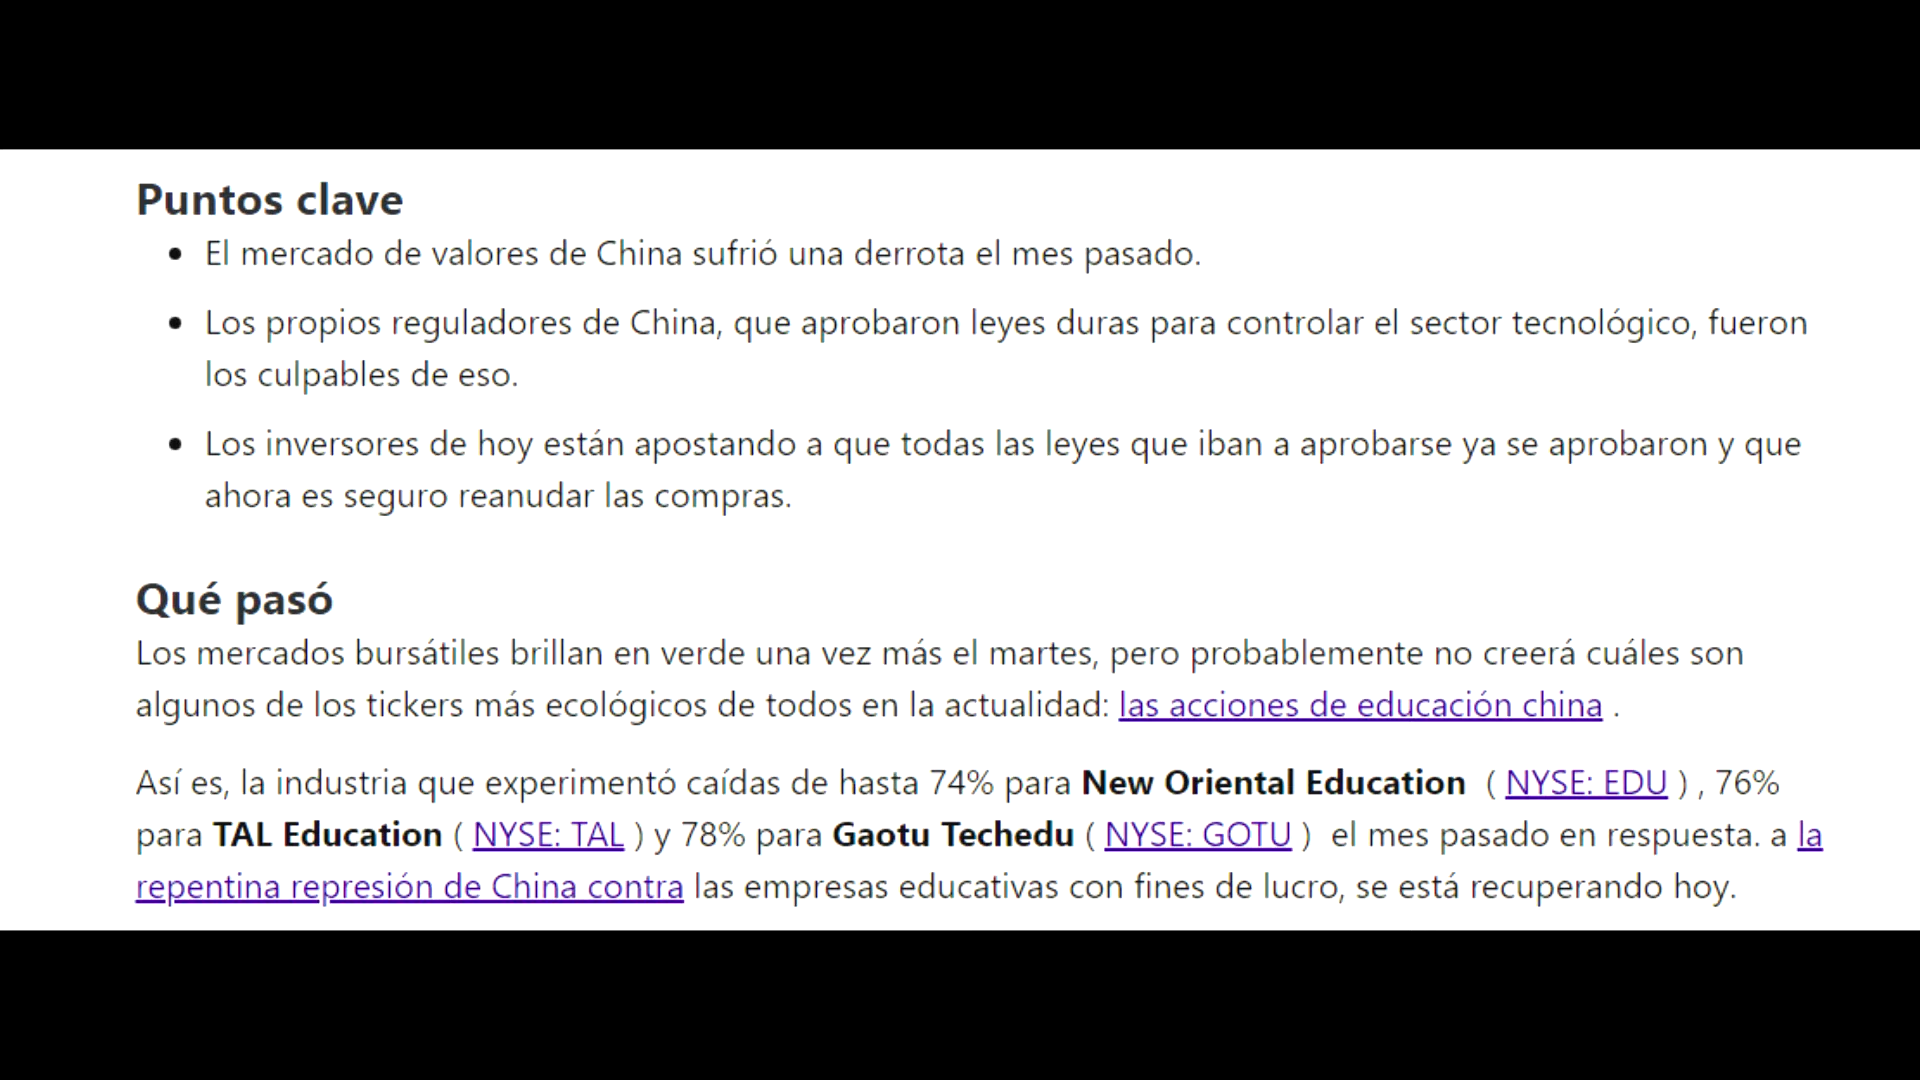 Puntos clave
• El mercado de valores de China sufrió una derrota el mes pasado.
• Los propios reguladores de China, que aprobaron leyes duras para controlar el sector tecnológico, fueron
los culpables de eso.
• Los inversores de hoy están apostando a que todas las leyes que iban a aprobarse ya se aprobaron y que
ahora es seguro reanudar las compras.
Qué pasó
Los mercados bursátiles brillan en verde una vez más el martes, pero probablemente no creerá cuáles son
algunos de los tickers más ecológicos de todos en la actualidad: las acciones de educación china .
Así es, la industria que experimentó caídas de hasta 74% para New Oriental Education ( NYSE: EDU ) , 76%
para TAL Education ( NYSE: TAL ) y 78% para Gaotu Techedu ( NYSE: GOTU ) el mes pasado en respuesta. a la
repentina represión de China contra las empresas educativas con fines de lucro, se está recuperando hoy.